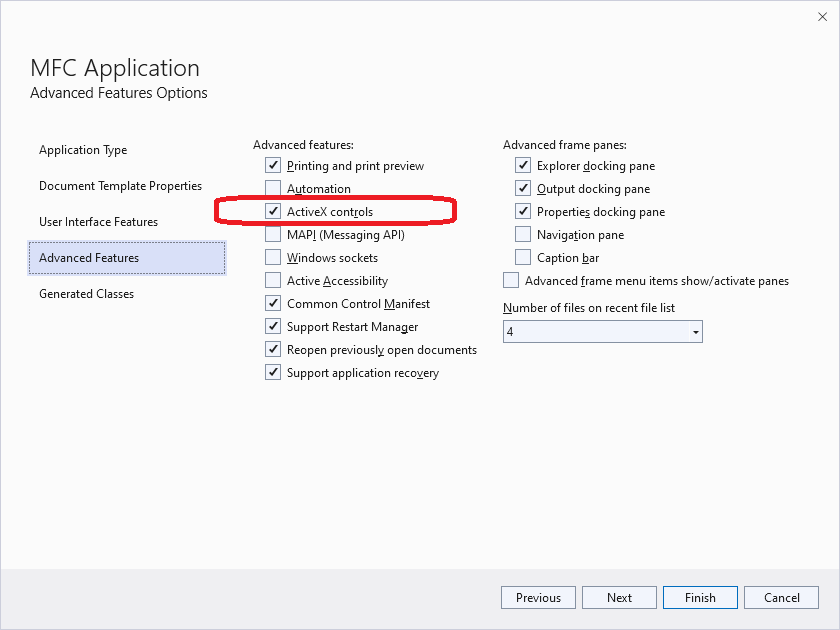 MFC Application
Advanced Features Options
Application Type
Document Template Properties
User Interface Features
Advanced Features
Generated Classes
Advanced features:
Printing and print preview
Automation
ActiveX controls
MAPI (Messaging API)
Windows sockets
Active Accessibility
Common Control Manifest
Support Restart Manager
Reopen previously open documents
Support application recovery
Advanced frame panes:
Explorer docking pane
Output docking pane
Properties docking pane
Navigation pane
Caption bar
Advanced frame menu items show/activate panes
Number of files on recent file list
4
Previous
Next
Finish
Cancel